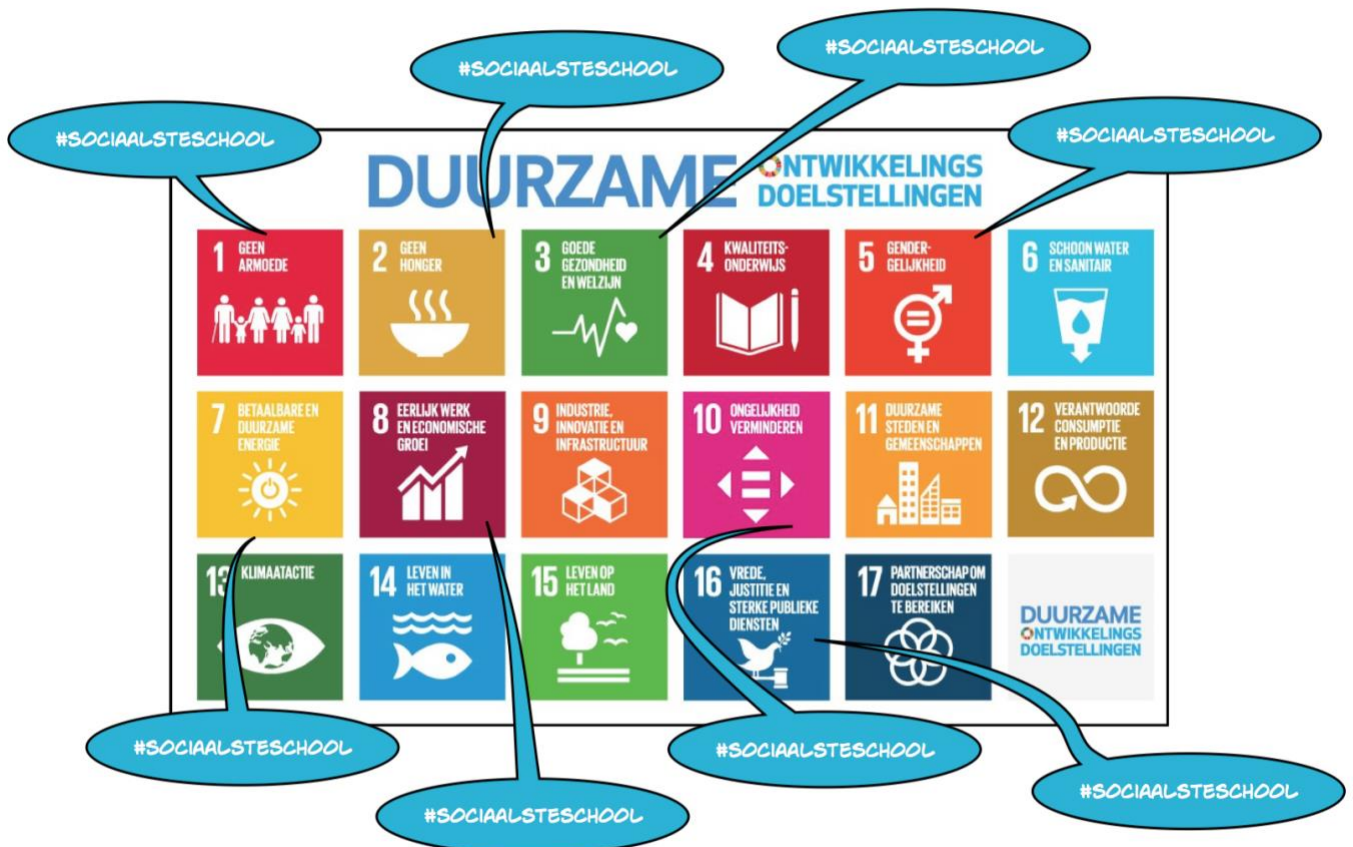 #SOCIAALSTESCHOOL
#SOCIAALSTESCHOOL
#SOCIAALSTESCHOOL
#SOCIAALSTESCHOOL
DUURZAME ONTWIKKELINGS
DOELSTELLINGEN
1 GEEN
ARMOEDE
2 GEEN
HONGER
3 GOEDE
GEZONDHEID
EN WELZIJN
4 KWALITEITS-
ONDERWIJS
5 GENDER-
GELIJKHEID
6 SCHOON WATER
EN SANITAIR
7 BETAALBARE EN
DUURZAME
ENERGIE
8 EERLIJK WERK
EN ECONOMISCHE
GROEI
9 INDUSTRIE,
INNOVATIE EN
INFRASTRUCTUUR
10 ONGELIJKHEID
VERMINDEREN
11 DUURZAME
STEDEN EN
GEMEENSCHAPPEN
12 VERANTWOORDE
CONSUMPTIE
EN PRODUCTIE
13 KLIMAATACTIE
14 LEVEN IN
HET WATER
15 LEVEN OP
HET LAND
16 VREDE,
JUSTITIE EN
STERKE PUBLIEKE
DIENSTEN
17 PARTNERSCHAP OM
DOELSTELLINGEN
TE BEREIKEN
DUURZAME
ONTWIKKELINGS
DOELSTELLINGEN
#SOCIAALSTESCHOOL
#SOCIAALSTESCHOOL
#SOCIAALSTESCHOOL
#SOCIAALSTESCHOOL